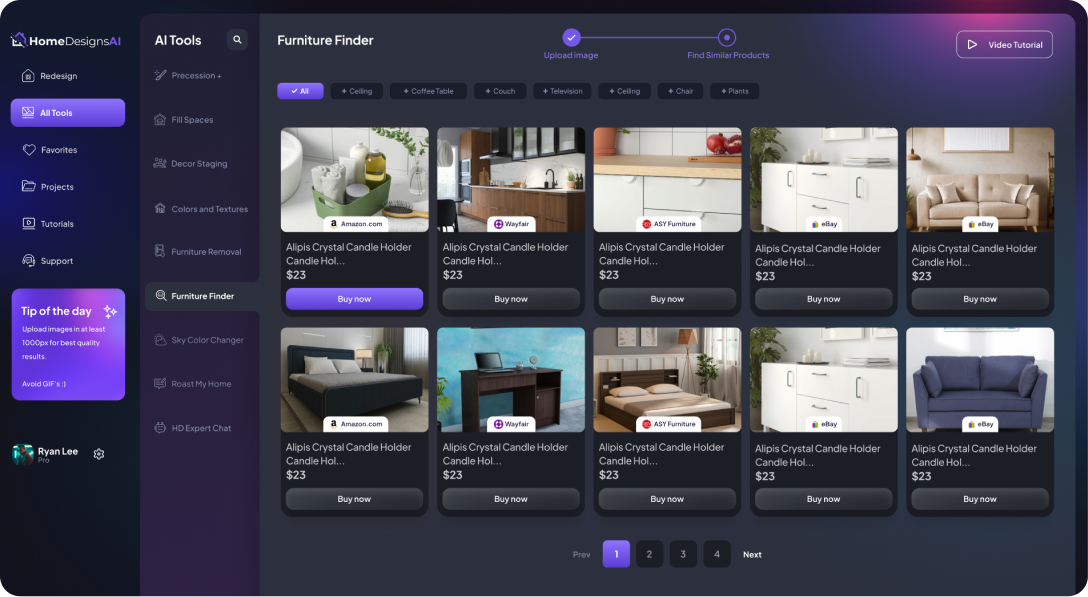 HomeDesignsAI
Redesign
All Tools
Favorites
Projects
Tutorials
Support
Tip of the day
Upload images in at least
1000px for best quality
results.
Avoid GIF's :)
Ryan Lee
Pro
AI Tools
Precession +
Fill Spaces
Decor Staging
Colors and Textures
Furniture Removal
Furniture Finder
Sky Color Changer
Roast My Home
HD Expert Chat
Furniture Finder
Upload image
Find Similar Products
Video Tutorial
All
+ Ceiling
+ Coffee Table
+ Couch
+ Television
+ Ceiling
+ Chair
+ Plants
Amazon.com
Alipis Crystal Candle Holder
Candle Hol...
$23
Buy now
Wayfair
Alipis Crystal Candle Holder
Candle Hol...
$23
Buy now
ASY Furniture
Alipis Crystal Candle Holder
Candle Hol...
$23
Buy now
eBay
Alipis Crystal Candle Holder
Candle Hol...
$23
Buy now
eBay
Alipis Crystal Candle Holder
Candle Hol...
$23
Buy now
Amazon.com
Alipis Crystal Candle Holder
Candle Hol...
$23
Buy now
Wayfair
Alipis Crystal Candle Holder
Candle Hol...
$23
Buy now
ASY Furniture
Alipis Crystal Candle Holder
Candle Hol...
$23
Buy now
eBay
Alipis Crystal Candle Holder
Candle Hol...
$23
Buy now
eBay
Alipis Crystal Candle Holder
Candle Hol...
$23
Buy now
Prev 1 2 3 4 Next